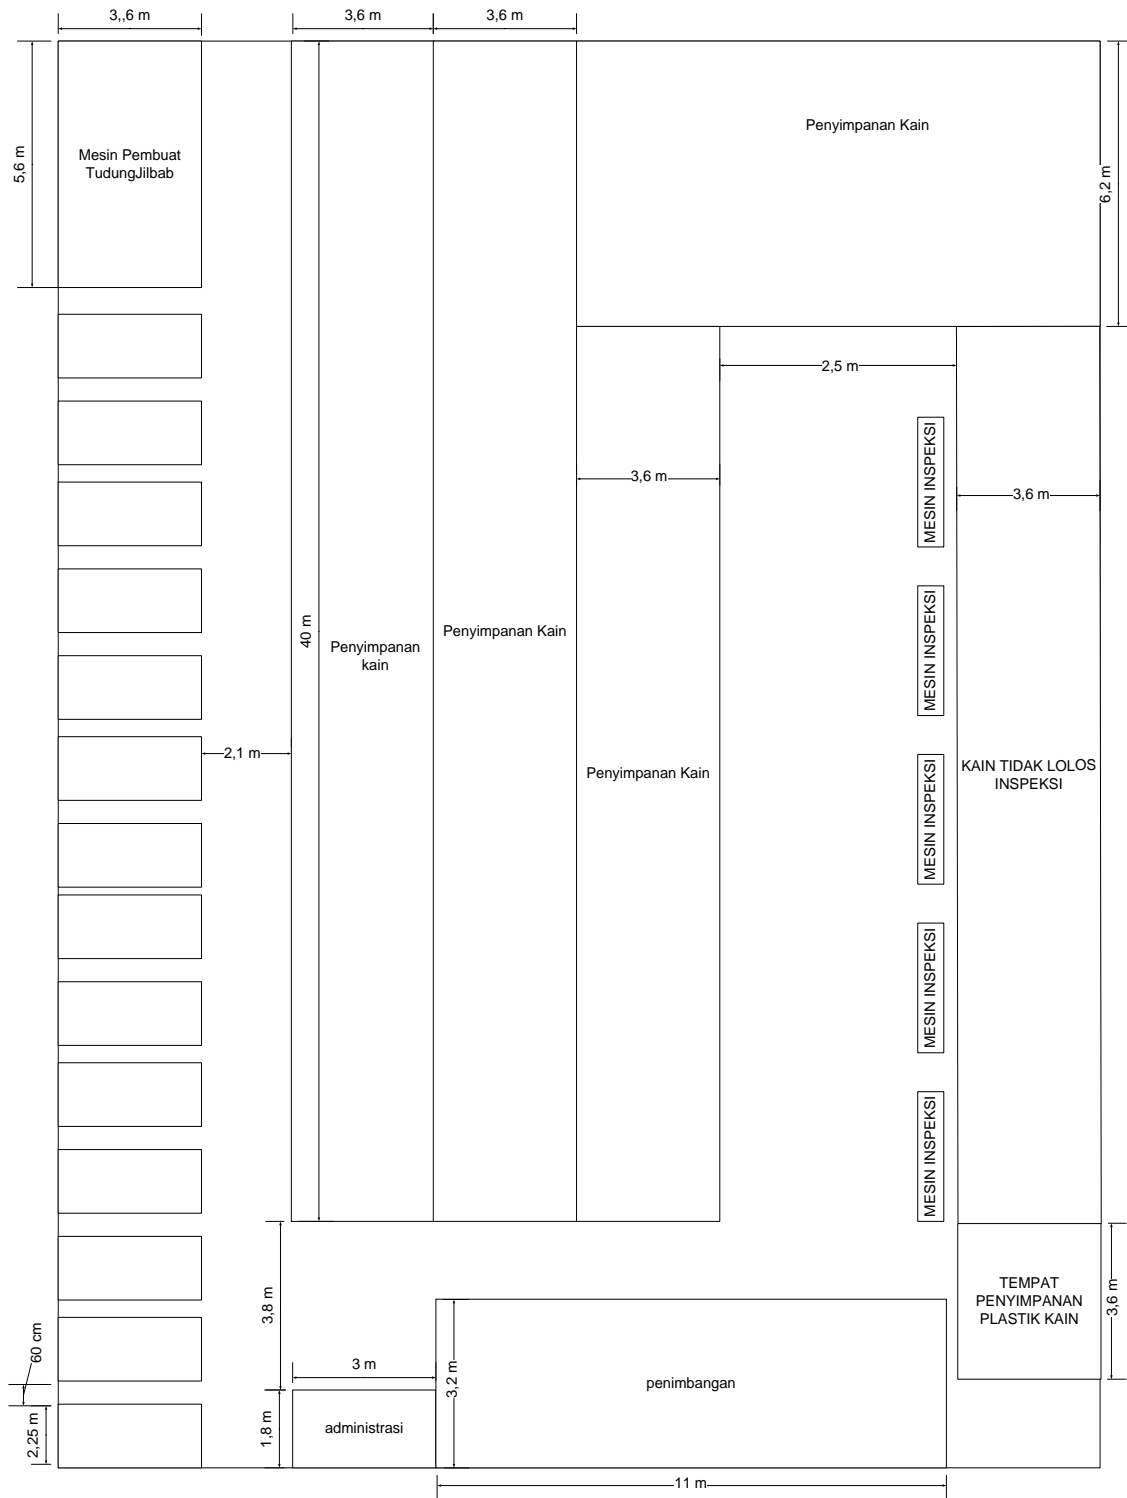 3,,6 m
3,6 m
3,6 m
5,6 m
Mesin Pembuat
TudungJilbab
Penyimpanan Kain
6,2 m
2,5 m
3,6 m
3,6 m
MESIN INSPEKSI
MESIN INSPEKSI
MESIN INSPEKSI
MESIN INSPEKSI
MESIN INSPEKSI
40 m
Penyimpanan
kain
Penyimpanan Kain
Penyimpanan Kain
2,1 m
KAIN TIDAK LOLOS
INSPEKSI
3,8 m
TEMPAT
PENYIMPANAN
PLASTIK KAIN
3,6 m
60 cm
3 m
3,2 m
penimbangan
2,25 m
1,8 m
administrasi
11 m